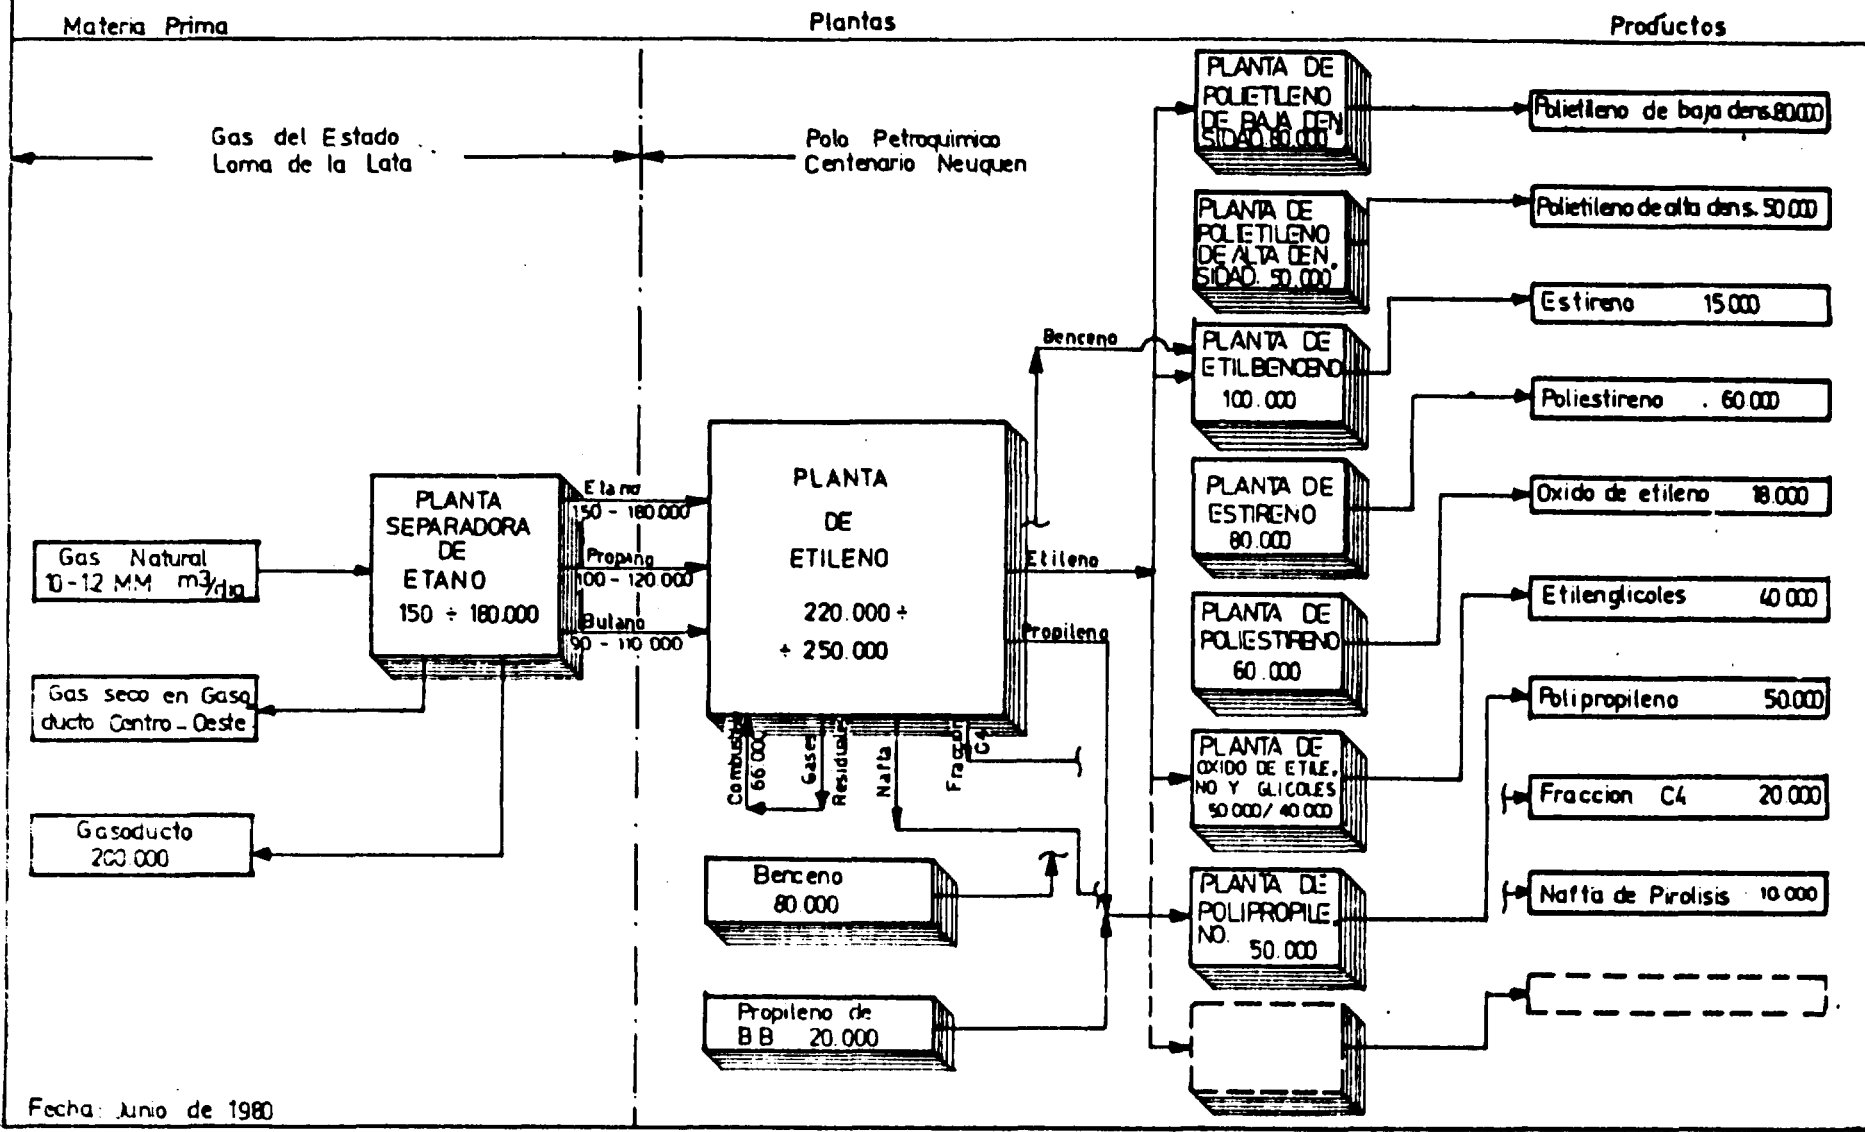 Materia Prima
Plantas
Productos
Gas del Estado
Loma de la Lata
Polo Petroquimico
Centenario Neuquen
Gas Natural
10-12 MM m3/dia
Gas seco en Gaso
ducto Centro-Oeste
Gasoducto
200.000
PLANTA
SEPARADORA
DE
ETANO
150 ÷ 180.000
Etano
150 - 180.000
Propano
100 - 120.000
Butano
90 - 110.000
PLANTA
DE
ETILENO
220.000 ÷
÷ 250.000
Combustible
66.000
Gases
Residuales
Nafta
Fraccion
C4
Benceno
Etileno
Propileno
Benceno
80.000
Propileno de
BB 20.000
PLANTA DE
POLIETILENO
DE BAJA DEN
SIDAD 80.000
PLANTA DE
POLIETILENO
DE ALTA DEN.
SIDAD. 50.000
PLANTA DE
ETILBENCENO
100.000
PLANTA DE
ESTIRENO
80.000
PLANTA DE
POLIESTIRENO
60.000
PLANTA DE
OXIDO DE ETILE.
NO Y GLICOLES
50.000/40.000
PLANTA DE
POLIPROPILE.
NO.
50.000
Polietileno de baja dens. 80.000
Polietileno de alta dens. 50.000
Estireno 15.000
Poliestireno . 60.000
Oxido de etileno 18.000
Etilenglicoles 40.000
Polipropileno 50.000
Fraccion C4 20.000
Nafta de Pirolisis 10.000
Fecha: Junio de 1980